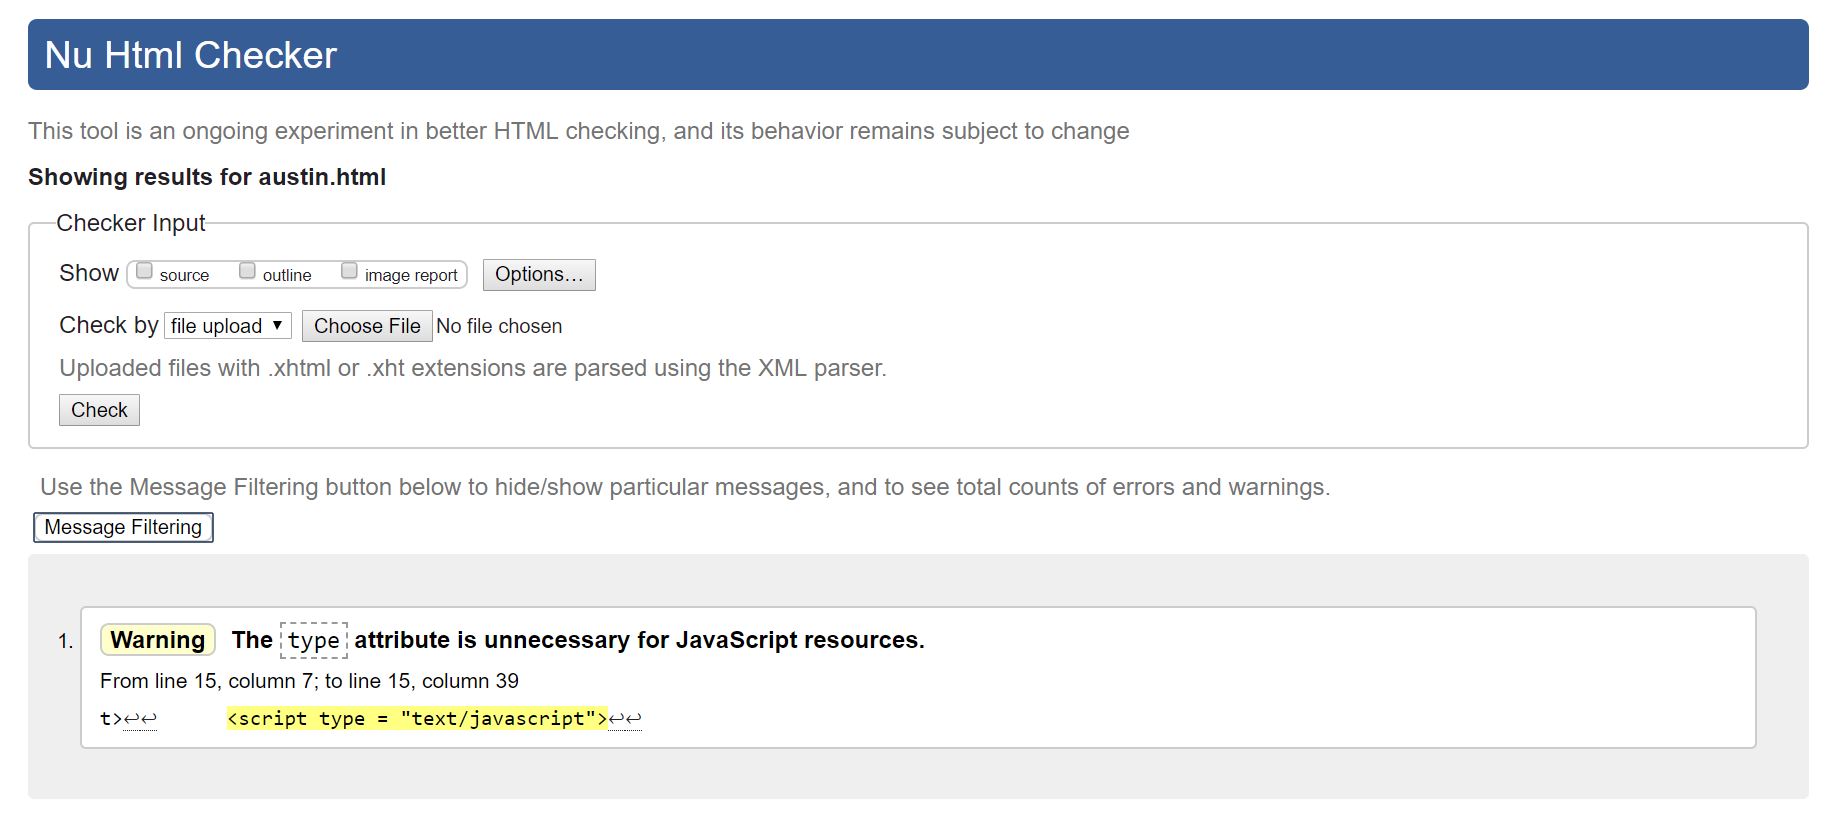 Nu Html Checker
This tool is an ongoing experiment in better HTML checking, and its behavior remains subject to change
Showing results for austin.html
Checker Input
Show source outline image report Options…
Check by file upload ▼ Choose File No file chosen
Uploaded files with .xhtml or .xht extensions are parsed using the XML parser.
Check
Use the Message Filtering button below to hide/show particular messages, and to see total counts of errors and warnings.
Message Filtering
1. Warning The type attribute is unnecessary for JavaScript resources.
From line 15, column 7; to line 15, column 39
t>↩↩ <script type = "text/javascript">↩↩